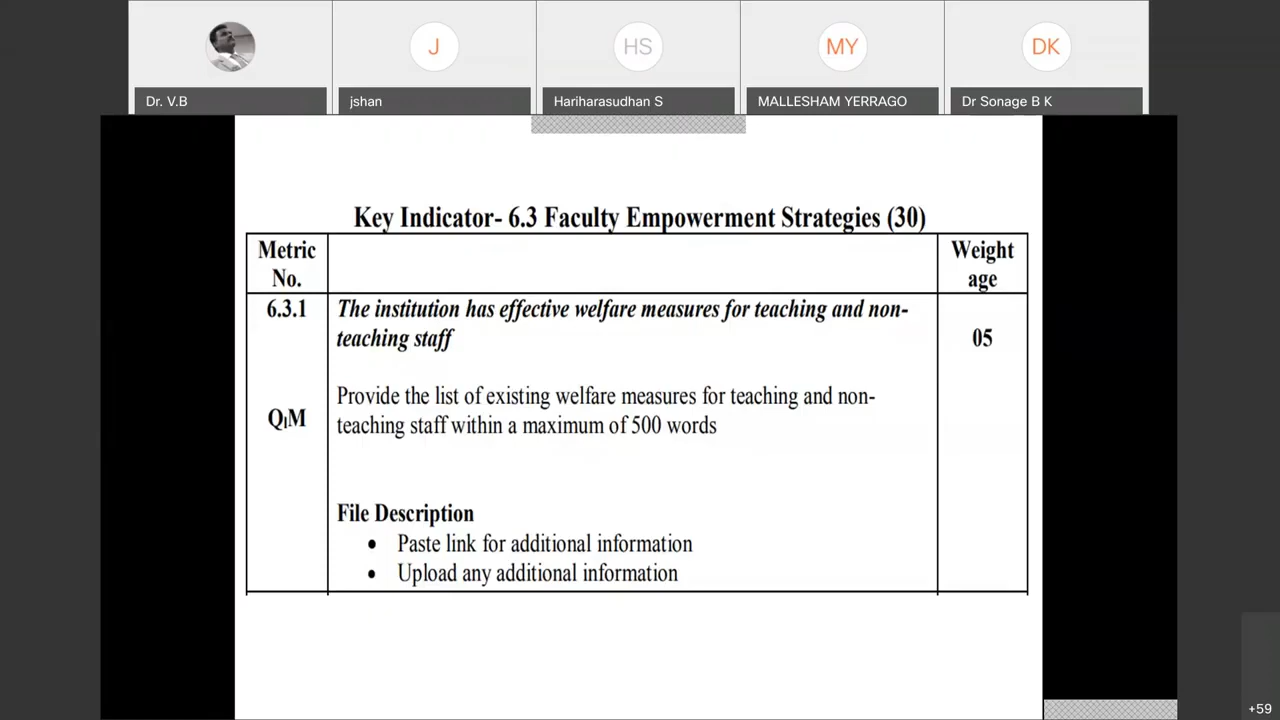 J
HS
MY
DK
Dr. V.B
jshan
Hariharasudhan S
MALLESHAM YERRAGO
Dr Sonage B K
Key Indicator- 6.3 Faculty Empowerment Strategies (30)
Metric
No.
Weight
age
6.3.1
The institution has effective welfare measures for teaching and non-
teaching staff
05
Provide the list of existing welfare measures for teaching and non-
teaching staff within a maximum of 500 words
QlM
File Description
• Paste link for additional information
• Upload any additional information
+59